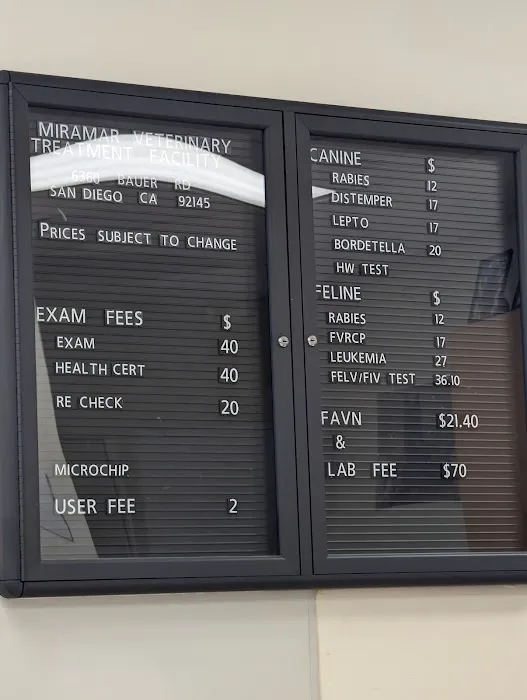 MIRAMAR VETERINARY
TREATMENT FACILITY
6360 BAUER RD
SAN DIEGO CA 92145
PRICES SUBJECT TO CHANGE
EXAM FEES $
EXAM 40
HEALTH CERT 40
RE CHECK 20
MICROCHIP
USER FEE 2
CANINE $
RABIES 12
DISTEMPER 17
LEPTO 17
BORDETELLA 20
HW TEST
FELINE $
RABIES 12
FVRCP 17
LEUKEMIA 27
FELV/FIV TEST 36.10
FAVN $21.40
&
LAB FEE $70